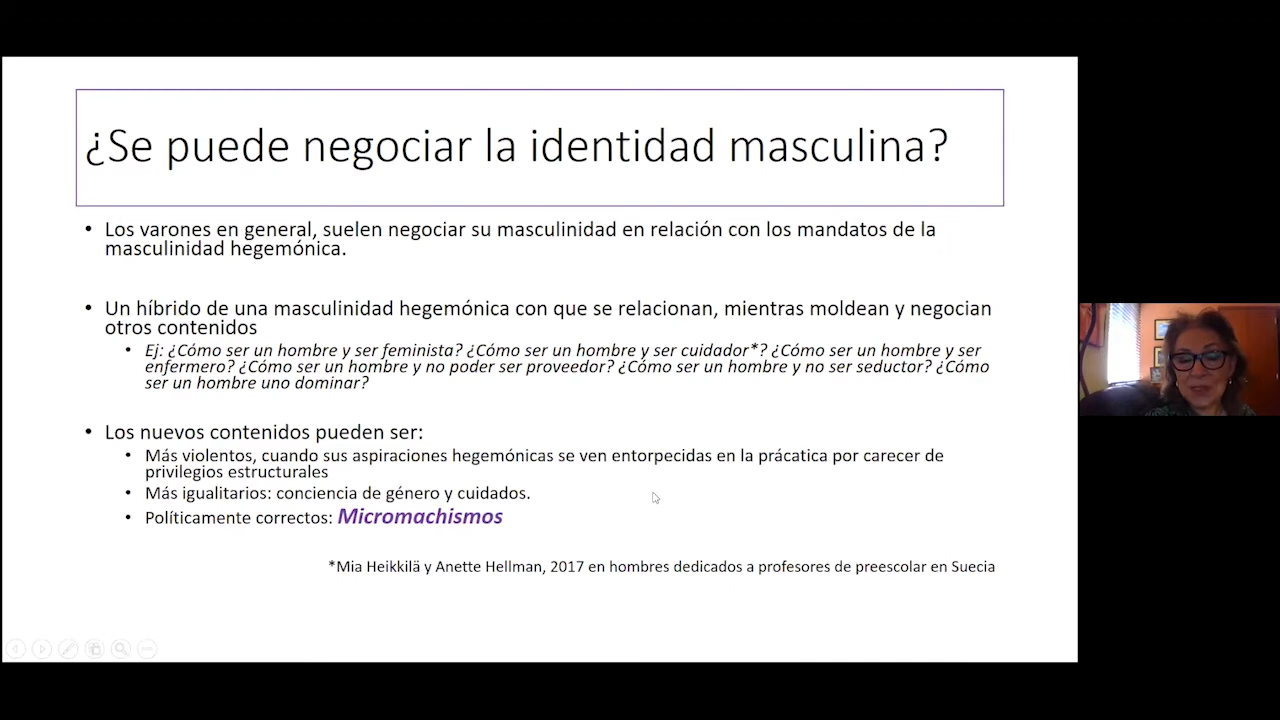 ¿Se puede negociar la identidad masculina?
• Los varones en general, suelen negociar su masculinidad en relación con los mandatos de la
masculinidad hegemónica.
• Un híbrido de una masculinidad hegemónica con que se relacionan, mientras moldean y negocian
otros contenidos
• Ej: ¿Cómo ser un hombre y ser feminista? ¿Cómo ser un hombre y ser cuidador*? ¿Cómo ser un hombre y ser
enfermero? ¿Cómo ser un hombre y no poder ser proveedor? ¿Cómo ser un hombre y no ser seductor? ¿Cómo
ser un hombre uno dominar?
• Los nuevos contenidos pueden ser:
• Más violentos, cuando sus aspiraciones hegemónicas se ven entorpecidas en la prácatica por carecer de
privilegios estructurales
• Más igualitarios: conciencia de género y cuidados.
• Políticamente correctos: Micromachismos
*Mia Heikkilä y Anette Hellman, 2017 en hombres dedicados a profesores de preescolar en Suecia